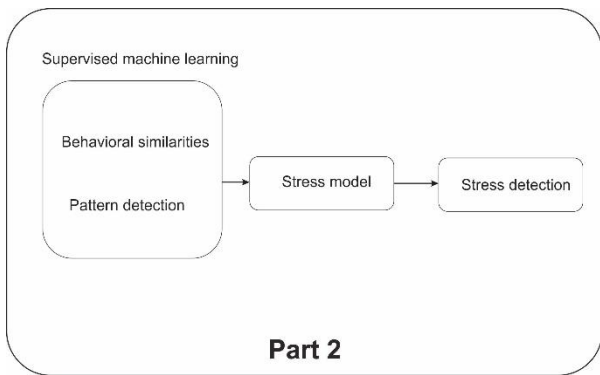 Supervised machine learning
Behavioral similarities
Pattern detection
Stress model
Stress detection
Part 2